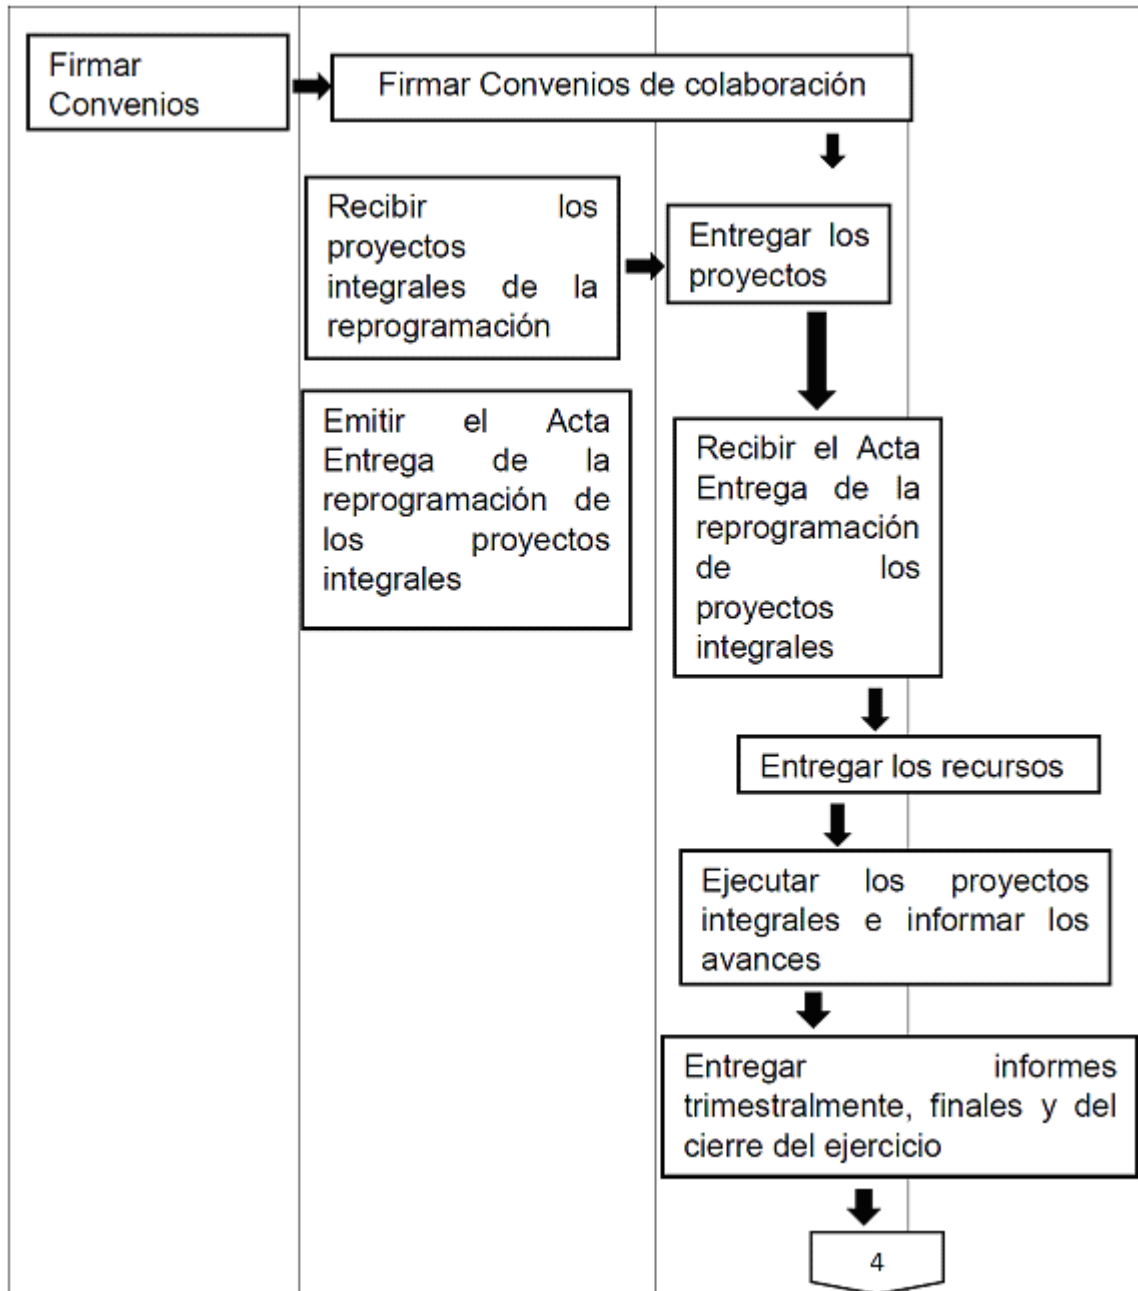 Firmar
Convenios
Firmar Convenios de colaboración
Recibir los
proyectos
integrales de la
reprogramación
Entregar los
proyectos
Emitir el Acta
Entrega de la
reprogramación de
los proyectos
integrales
Recibir el Acta
Entrega de la
reprogramación
de los
proyectos
integrales
Entregar los recursos
Ejecutar los proyectos
integrales e informar los
avances
Entregar informes
trimestralmente, finales y del
cierre del ejercicio
4